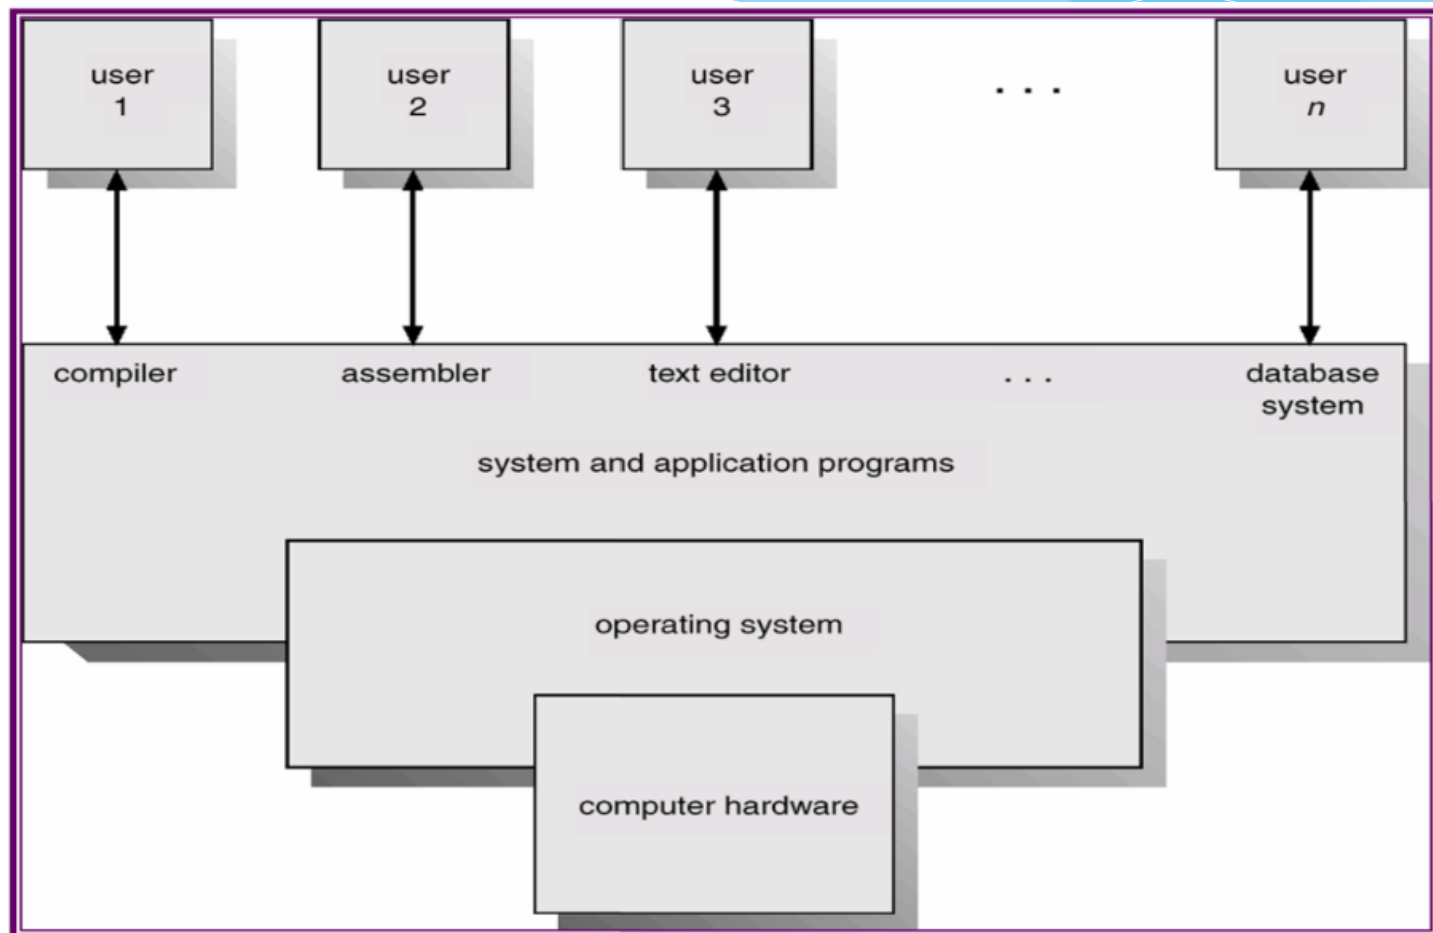 user
1
user
2
user
3
. . .
user
n
compiler
assembler
text editor
. . .
database
system
system and application programs
operating system
computer hardware